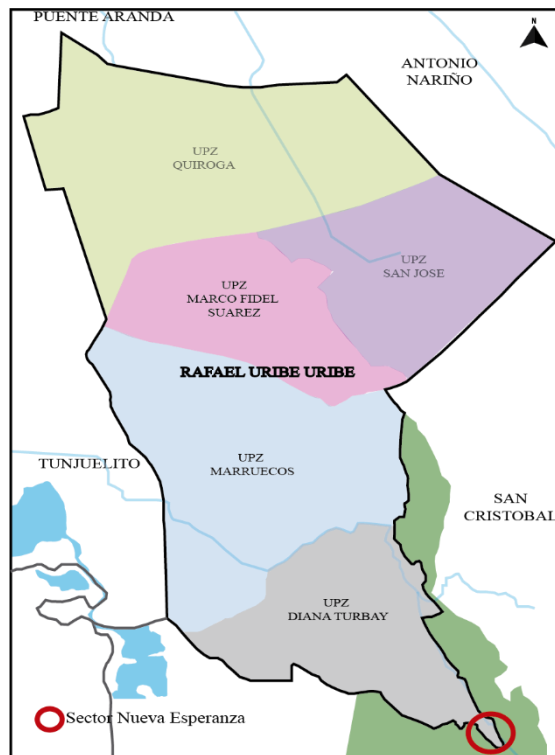 PUENTE ARANDA
N
ANTONIO
NARIÑO
UPZ
QUIROGA
UPZ
SAN JOSE
UPZ
MARCO FIDEL
SUAREZ
RAFAEL URIBE URIBE
TUNJUELITO
UPZ
MARRUECOS
SAN
CRISTOBAL
UPZ
DIANA TURBAY
Sector Nueva Esperanza